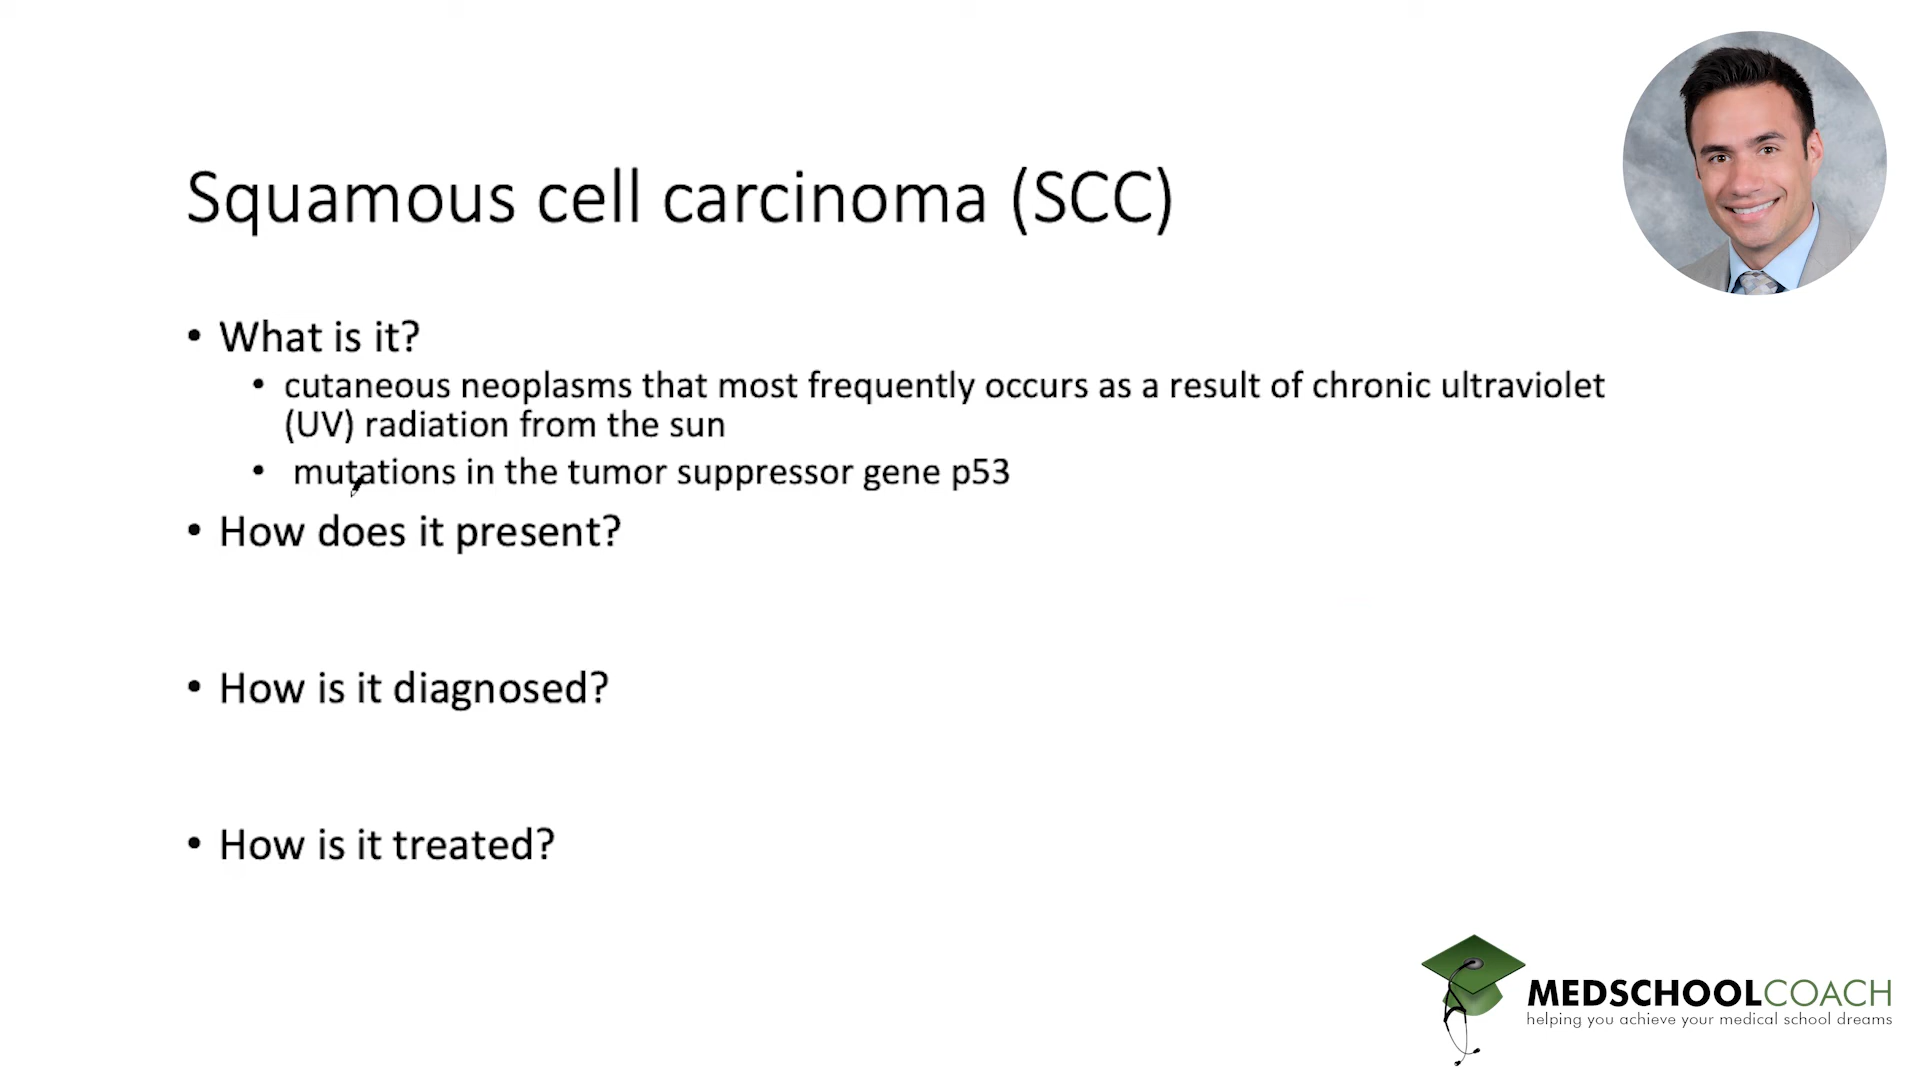 Squamous cell carcinoma (SCC)
• What is it?
• cutaneous neoplasms that most frequently occurs as a result of chronic ultraviolet
(UV) radiation from the sun
• mutations in the tumor suppressor gene p53
• How does it present?
• How is it diagnosed?
• How is it treated?
MEDSCHOOLCOACH
helping you achieve your medical school dreams